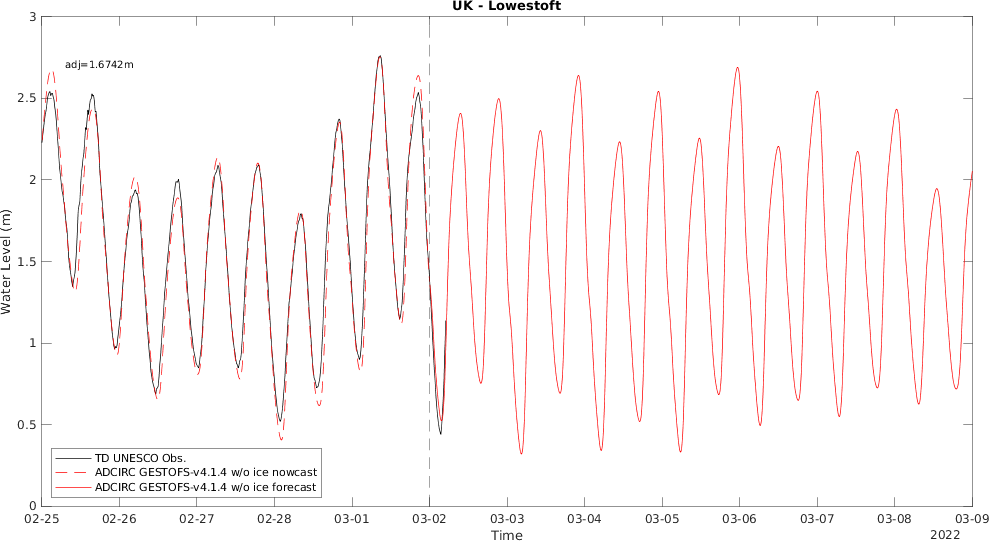 UK - Lowestoft
3
2.5
2
1.5
1
0.5
0
Water Level (m)
adj=1.6742m
TD UNESCO Obs.
ADCIRC GESTOFS-v4.1.4 w/o ice nowcast
ADCIRC GESTOFS-v4.1.4 w/o ice forecast
02-25 02-26 02-27 02-28 03-01 03-02 03-03 03-04 03-05 03-06 03-07 03-08 03-09
Time
2022